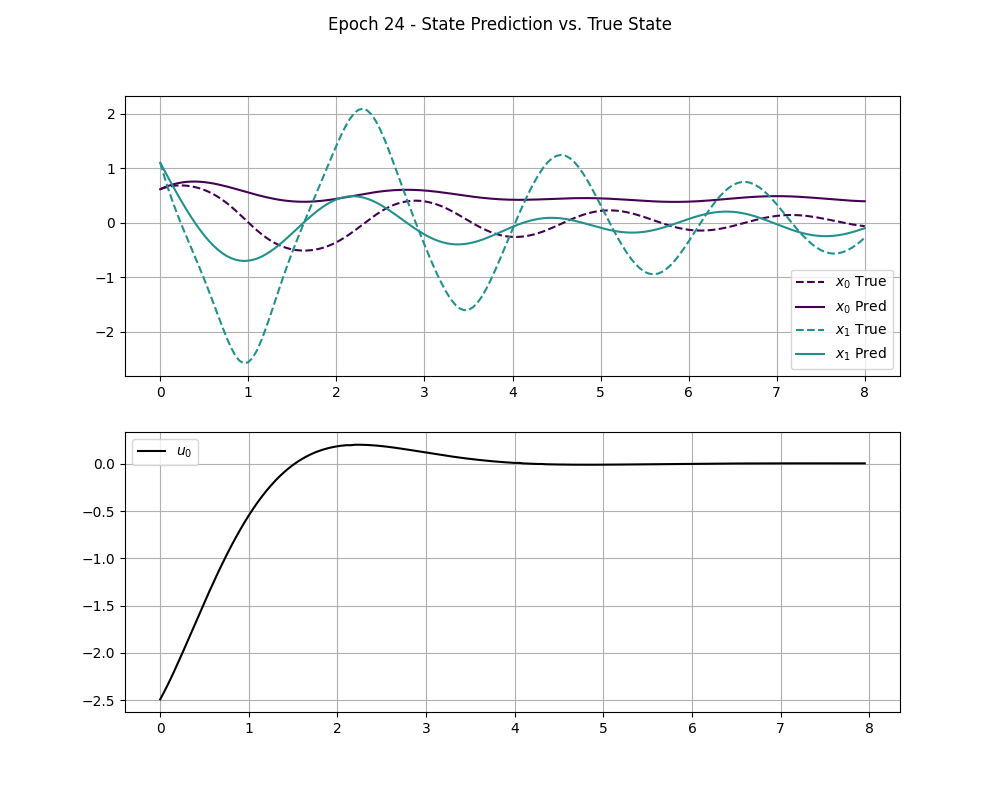 Epoch 24 - State Prediction vs. True State
2
1
0
−1
−2
x₀ True
x₀ Pred
x₁ True
x₁ Pred
0 1 2 3 4 5 6 7 8
u₀
0.0
−0.5
−1.0
−1.5
−2.0
−2.5
0 1 2 3 4 5 6 7 8